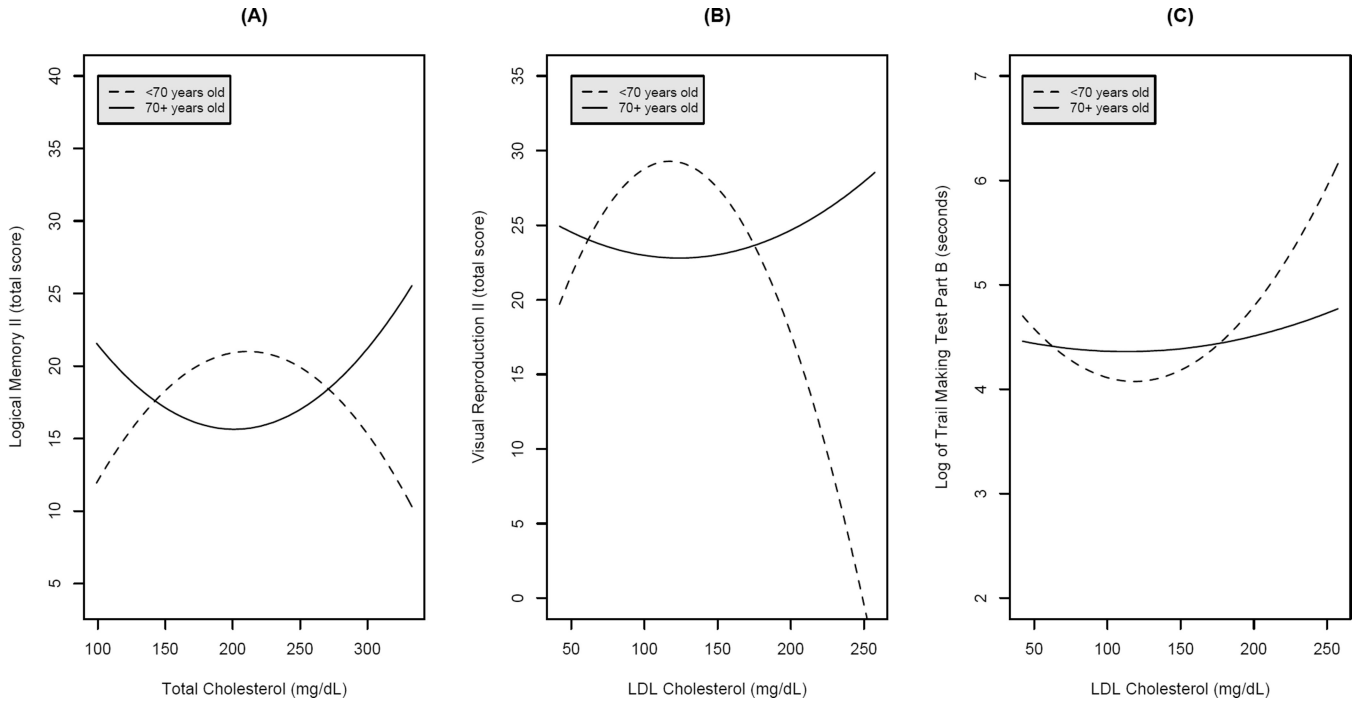 (A)
<70 years old
70+ years old
40
35
30
25
20
15
10
5
Logical Memory II (total score)
100
150
200
250
300
Total Cholesterol (mg/dL)
(B)
<70 years old
70+ years old
35
30
25
20
15
10
5
0
Visual Reproduction II (total score)
50
100
150
200
250
LDL Cholesterol (mg/dL)
(C)
<70 years old
70+ years old
7
6
5
4
3
2
Log of Trail Making Test Part B (seconds)
50
100
150
200
250
LDL Cholesterol (mg/dL)